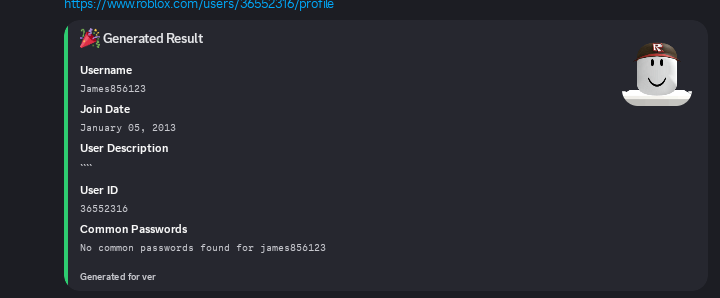 https://www.roblox.com/users/36552316/profile
🎉 Generated Result
Username
James856123
Join Date
January 05, 2013
User Description
````
User ID
36552316
Common Passwords
No common passwords found for james856123
Generated for ver